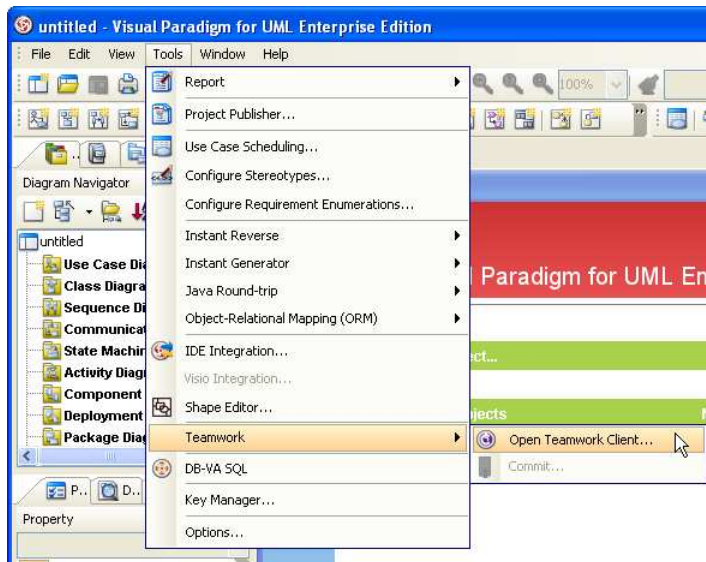 untitled - Visual Paradigm for UML Enterprise Edition
File Edit View Tools Window Help
100%
Report
Project Publisher...
Use Case Scheduling...
Configure Stereotypes...
Configure Requirement Enumerations...
Instant Reverse
Instant Generator
Java Round-trip
Object-Relational Mapping (ORM)
IDE Integration...
Visio Integration...
Shape Editor...
Teamwork
DB-VA SQL
Key Manager...
Options...
Open Teamwork Client...
Commit...
Diagram Navigator
untitled
Use Case Dia
Class Diagra
Sequence Di
Communicat
State Machin
Activity Diag
Component
Deployment
Package Diag
P..
D..
Property
Paradigm for UML En
ect...
jects